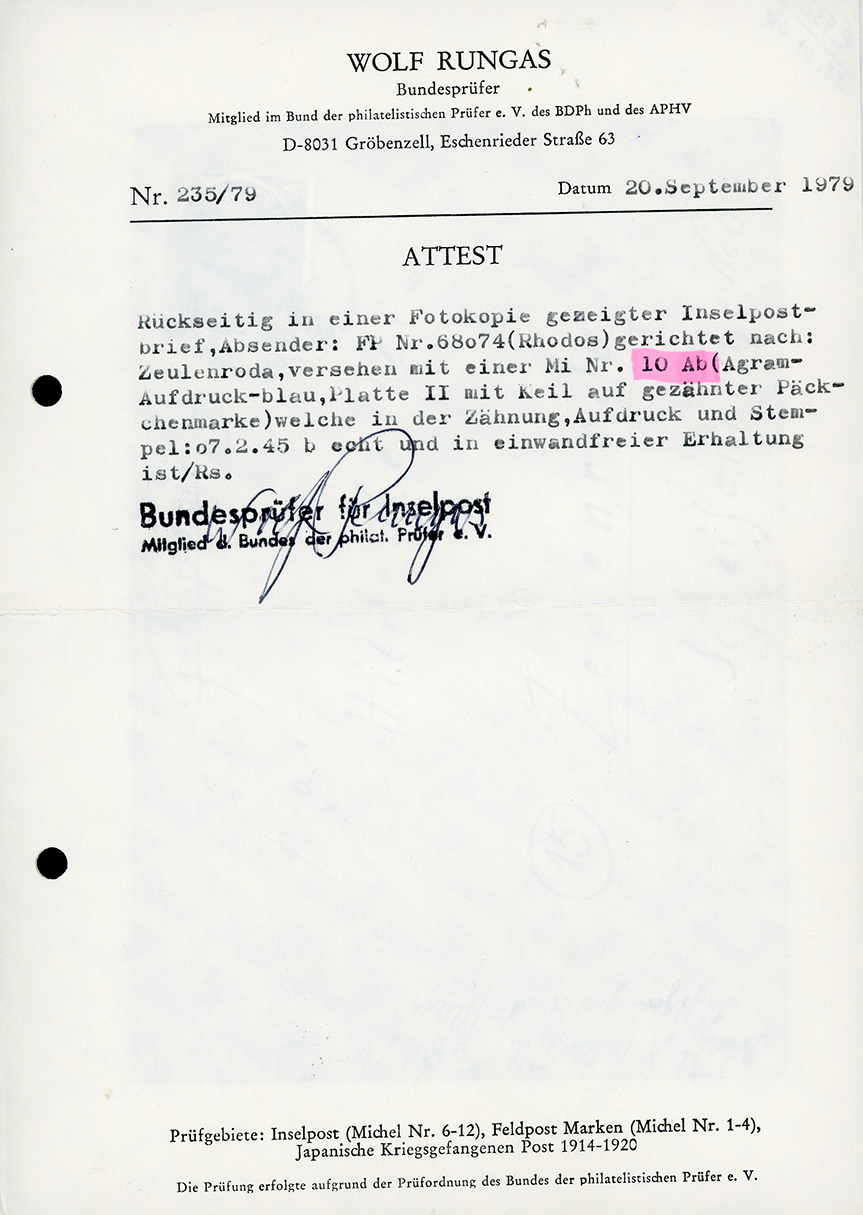 WOLF RUNGAS
Bundesprüfer
Mitglied im Bund der philatelistischen Prüfer e. V. des BDPh und des APHV
D-8031 Gröbenzell, Eschenrieder Straße 63
Nr. 235/79 Datum 20.September 1979
ATTEST
Rückseitig in einer Fotokopie gezeigter Inselpost-
brief,Absender: FP Nr.68o74(Rhodos)gerichtet nach:
Zeulenroda,versehen mit einer Mi Nr. 10 Ab(Agram-
Aufdruck-blau,Platte II mit Keil auf gezähnter Päck-
chenmarke)welche in der Zähnung,Aufdruck und Stem-
pel:o7.2.45 b echt und in einwandfreier Erhaltung
ist/Rs.
Wolf Rungas
Bundesprüfer für Inselpost
Mitglied d. Bundes der philat. Prüfer e. V.
15
Prüfgebiete: Inselpost (Michel Nr. 6-12), Feldpost Marken (Michel Nr. 1-4),
Japanische Kriegsgefangenen Post 1914-1920
Die Prüfung erfolgte aufgrund der Prüfordnung des Bundes der philatelistischen Prüfer e. V.